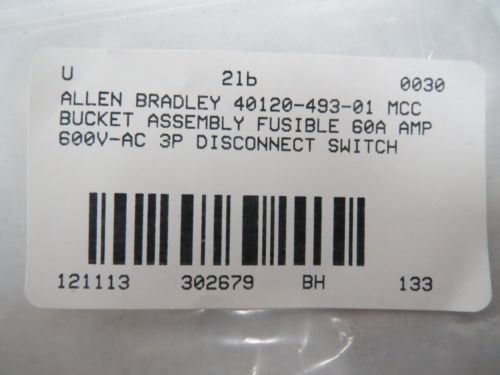 U 21b 0030
ALLEN BRADLEY 40120-493-01 MCC
BUCKET ASSEMBLY FUSIBLE 60A AMP
600V-AC 3P DISCONNECT SWITCH
121113 302679 BH 133